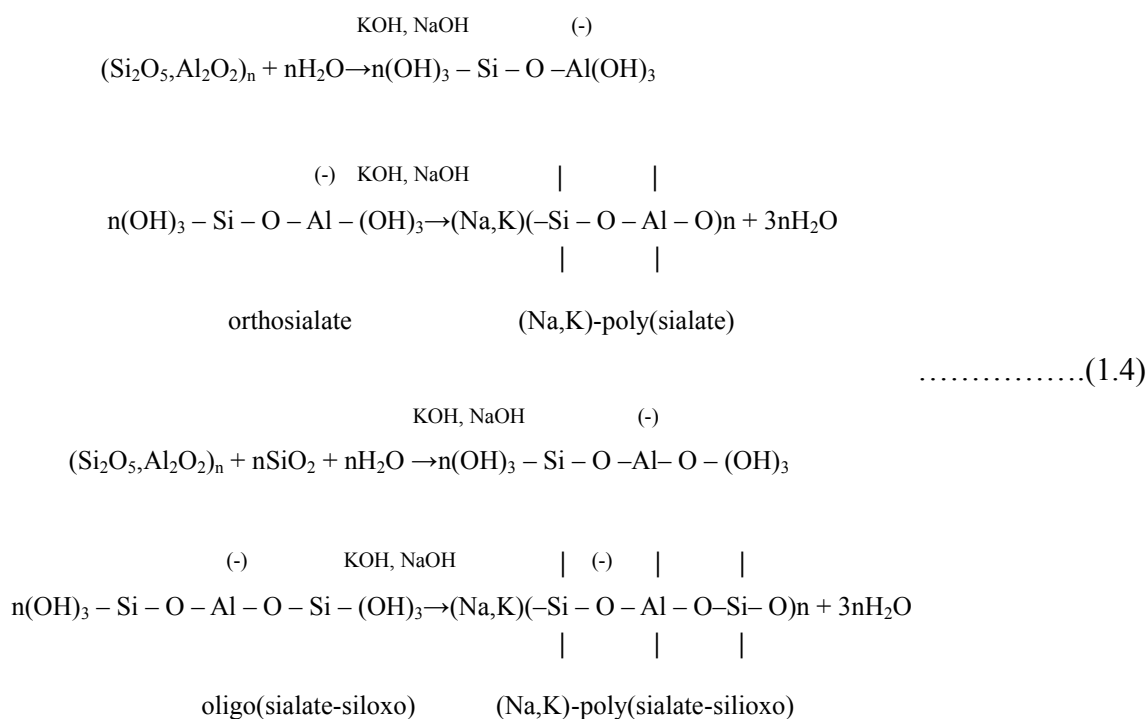 KOH, NaOH (-)
(Si₂O₅,Al₂O₂)ₙ + nH₂O→n(OH)₃ – Si – O –Al(OH)₃
(-) KOH, NaOH | |
n(OH)₃ – Si – O – Al – (OH)₃→(Na,K)(–Si – O – Al – O)n + 3nH₂O
| |
orthosialate (Na,K)-poly(sialate)
…………….(1.4)
KOH, NaOH (-)
(Si₂O₅,Al₂O₂)ₙ + nSiO₂ + nH₂O →n(OH)₃ – Si – O –Al– O – (OH)₃
(-) KOH, NaOH | (-) | |
n(OH)₃ – Si – O – Al – O – Si – (OH)₃→(Na,K)(–Si – O – Al – O–Si– O)n + 3nH₂O
| | |
oligo(sialate-siloxo) (Na,K)-poly(sialate-silioxo)